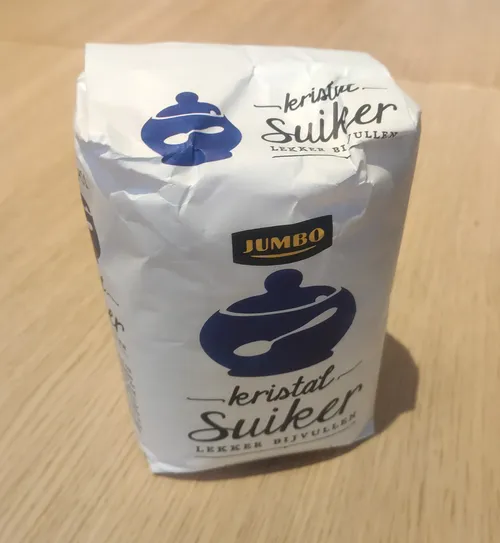 kristal
Suiker
LEKKER BIJVULLEN
JUMBO
kristal
Suiker
LEKKER BIJVULLEN